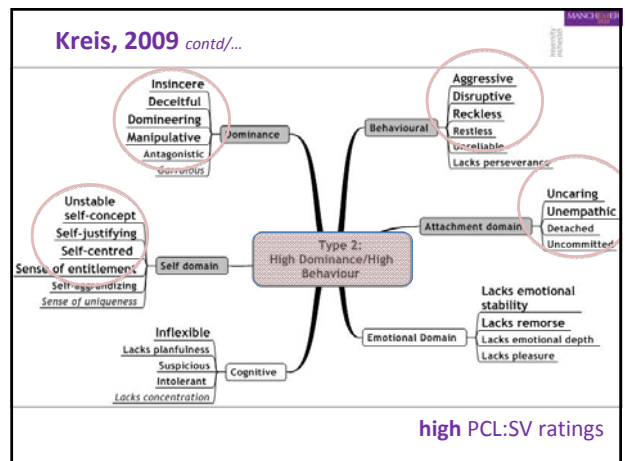 MANCHESTER
Kreis, 2009 contd/…
Insincere
Deceitful
Domineering
Manipulative
Antagonistic
Garrulous
Dominance
Unstable
self-concept
Self-justifying
Self-centred
Sense of entitlement
Self-aggrandizing
Sense of uniqueness
Self domain
Inflexible
Lacks planfulness
Suspicious
Intolerant
Lacks concentration
Cognitive
Type 2:
High Dominance/High
Behaviour
Behavioural
Aggressive
Disruptive
Reckless
Restless
Unreliable
Lacks perseverance
Attachment domain
Uncaring
Unempathic
Detached
Uncommitted
Emotional Domain
Lacks emotional
stability
Lacks remorse
Lacks emotional depth
Lacks pleasure
high PCL:SV ratings